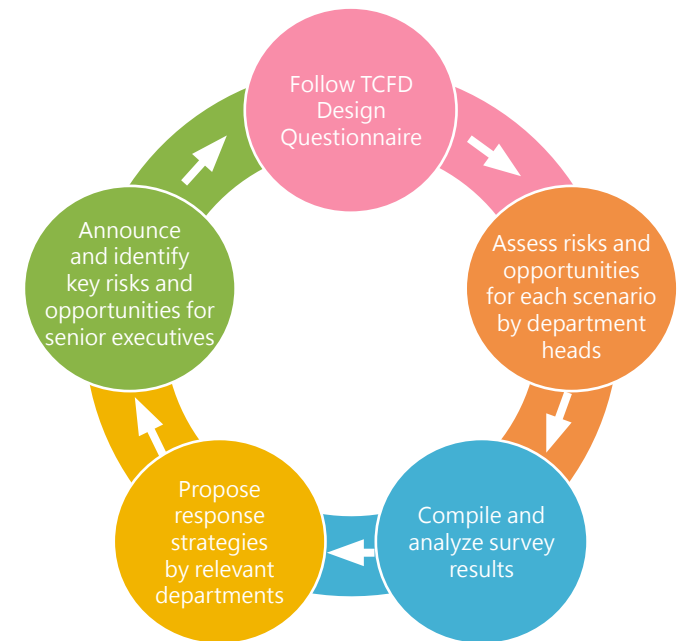 Follow TCFD
Design
Questionnaire
Assess risks and
opportunities
for each scenario
by department
heads
Compile and
analyze survey
results
Propose
response
strategies
by relevant
departments
Announce
and identify
key risks and
opportunities for
senior executives